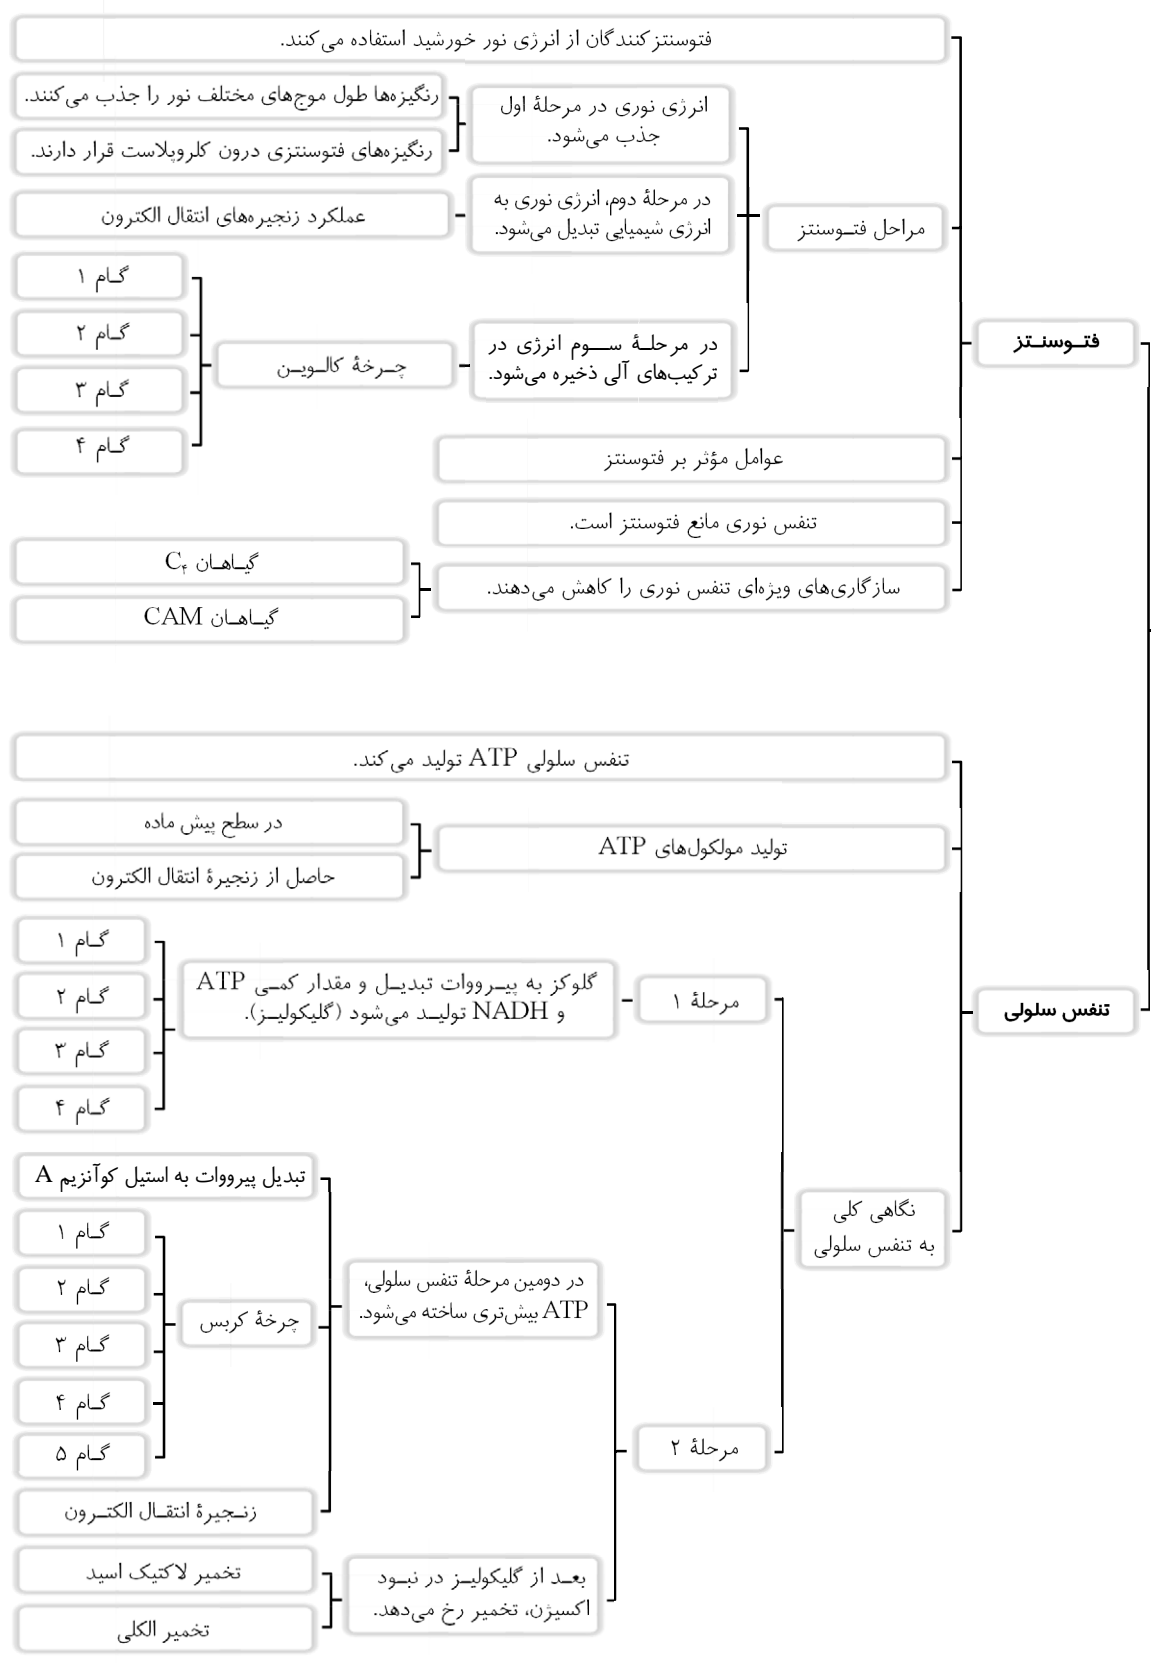 فتوسنتز
فتوسنتزکنندگان از انرژی نور خورشید استفاده می‌کنند.
مراحل فتوسنتز
انرژی نوری در مرحلهٔ اول
جذب می‌شود.
رنگیزه‌ها طول موج‌های مختلف نور را جذب می‌کنند.
رنگیزه‌های فتوسنتزی درون کلروپلاست قرار دارند.
در مرحلهٔ دوم، انرژی نوری به
انرژی شیمیایی تبدیل می‌شود.
عملکرد زنجیره‌های انتقال الکترون
در مرحلهٔ سوم انرژی در
ترکیب‌های آلی ذخیره می‌شود.
چرخهٔ کالوین
گام ۱
گام ۲
گام ۳
گام ۴
عوامل مؤثر بر فتوسنتز
تنفس نوری مانع فتوسنتز است.
سازگاری‌های ویژه‌ای تنفس نوری را کاهش می‌دهند.
گیاهان C۴
گیاهان CAM
تنفس سلولی
تنفس سلولی ATP تولید می‌کند.
تولید مولکول‌های ATP
در سطح پیش ماده
حاصل از زنجیرهٔ انتقال الکترون
نگاهی کلی
به تنفس سلولی
مرحلهٔ ۱
گلوکز به پیرووات تبدیل و مقدار کمی ATP
و NADH تولید می‌شود (گلیکولیز).
گام ۱
گام ۲
گام ۳
گام ۴
مرحلهٔ ۲
در دومین مرحلهٔ تنفس سلولی،
ATP بیش‌تری ساخته می‌شود.
تبدیل پیرووات به استیل کوآنزیم A
چرخهٔ کربس
گام ۱
گام ۲
گام ۳
گام ۴
گام ۵
زنجیرهٔ انتقال الکترون
بعد از گلیکولیز در نبود
اکسیژن، تخمیر رخ می‌دهد.
تخمیر لاکتیک اسید
تخمیر الکلی